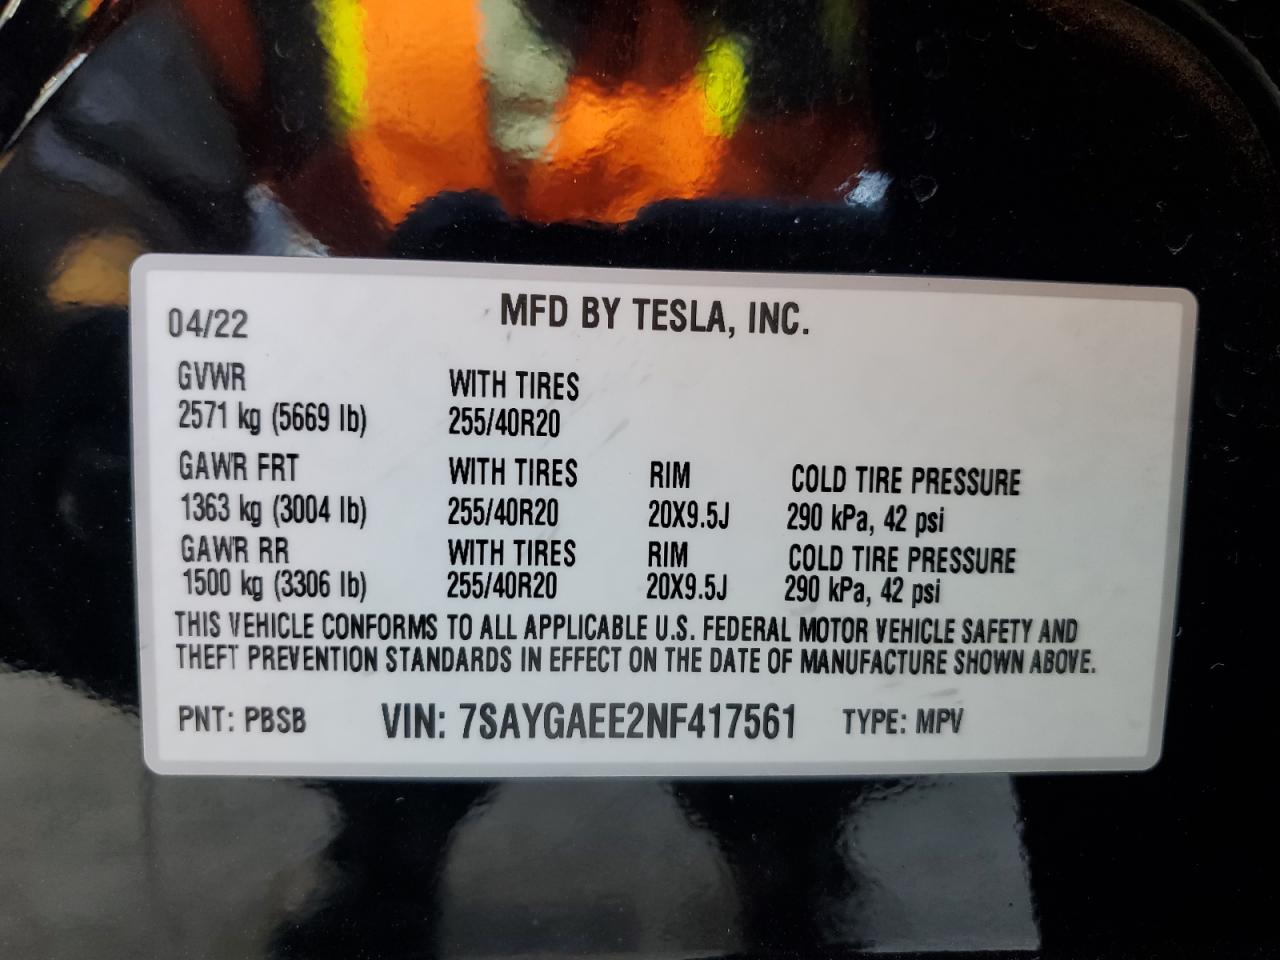 04/22 MFD BY TESLA, INC.
GVWR WITH TIRES
2571 kg (5669 lb) 255/40R20
GAWR FRT WITH TIRES RIM COLD TIRE PRESSURE
1363 kg (3004 lb) 255/40R20 20X9.5J 290 kPa, 42 psi
GAWR RR WITH TIRES RIM COLD TIRE PRESSURE
1500 kg (3306 lb) 255/40R20 20X9.5J 290 kPa, 42 psi
THIS VEHICLE CONFORMS TO ALL APPLICABLE U.S. FEDERAL MOTOR VEHICLE SAFETY AND
THEFT PREVENTION STANDARDS IN EFFECT ON THE DATE OF MANUFACTURE SHOWN ABOVE.
PNT: PBSB VIN: 7SAYGAEE2NF417561 TYPE: MPV